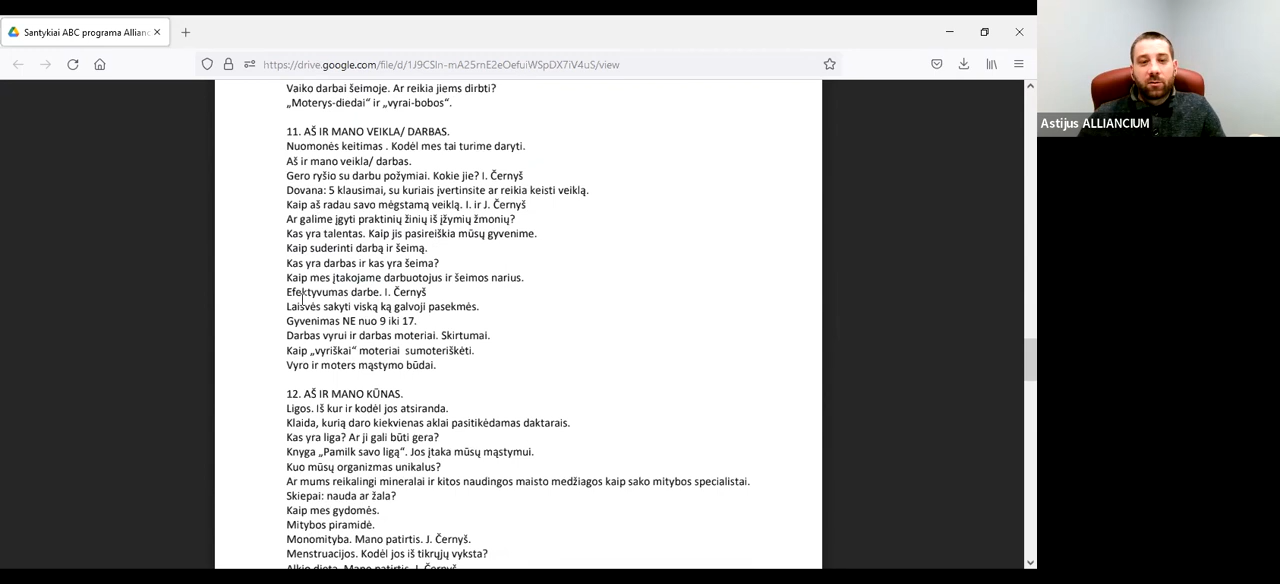 Santykiai ABC programa Allianc
https://drive.google.com/file/d/1J9CSln-mA25rnE2eOefuiWSpDX7iV4uS/view
Astijus ALLIANCIUM
Vaiko darbai šeimoje. Ar reikia jiems dirbti?
„Moterys-diedai“ ir „vyrai-bobos“.
11. AŠ IR MANO VEIKLA/ DARBAS.
Nuomonės keitimas . Kodėl mes tai turime daryti.
Aš ir mano veikla/ darbas.
Gero ryšio su darbu požymiai. Kokie jie? I. Černyš
Dovana: 5 klausimai, su kuriais įvertinsite ar reikia keisti veiklą.
Kaip aš radau savo mėgstamą veiklą. I. ir J. Černyš
Ar galime įgyti praktinių žinių iš įžymių žmonių?
Kas yra talentas. Kaip jis pasireiškia mūsų gyvenime.
Kaip suderinti darbą ir šeimą.
Kas yra darbas ir kas yra šeima?
Kaip mes įtakojame darbuotojus ir šeimos narius.
Efektyvumas darbe. I. Černyš
Laisvės sakyti viską ką galvoji pasekmės.
Gyvenimas NE nuo 9 iki 17.
Darbas vyrui ir darbas moteriai. Skirtumai.
Kaip „vyriškai“ moteriai  sumoteriškėti.
Vyro ir moters mąstymo būdai.
12. AŠ IR MANO KŪNAS.
Ligos. Iš kur ir kodėl jos atsiranda.
Klaida, kurią daro kiekvienas aklai pasitikėdamas daktarais.
Kas yra liga? Ar ji gali būti gera?
Knyga „Pamilk savo ligą“. Jos įtaka mūsų mąstymui.
Kuo mūsų organizmas unikalus?
Ar mums reikalingi mineralai ir kitos naudingos maisto medžiagos kaip sako mitybos specialistai.
Skiepai: nauda ar žala?
Kaip mes gydomės.
Mitybos piramidė.
Monomityba. Mano patirtis. J. Černyš.
Menstruacijos. Kodėl jos iš tikrųjų vyksta?
Alkio dieta. Mano patirtis. J. Černyš